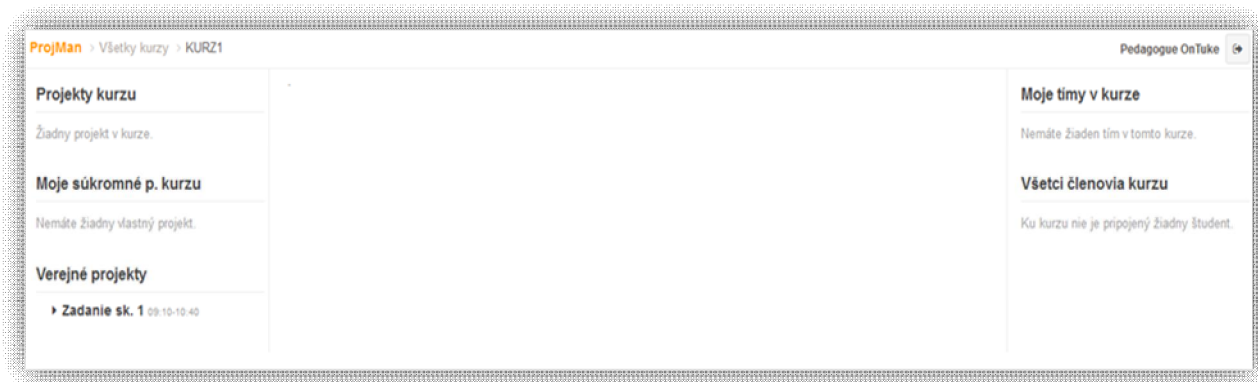 ProjMan > Všetky kurzy > KURZ1
Pedagogue OnTuke
Projekty kurzu
Žiadny projekt v kurze.
Moje súkromné p. kurzu
Nemáte žiadny vlastný projekt.
Verejné projekty
Zadanie sk. 1 09:10-10:40
Moje tímy v kurze
Nemáte žiaden tím v tomto kurze.
Všetci členovia kurzu
Ku kurzu nie je pripojený žiadny študent.